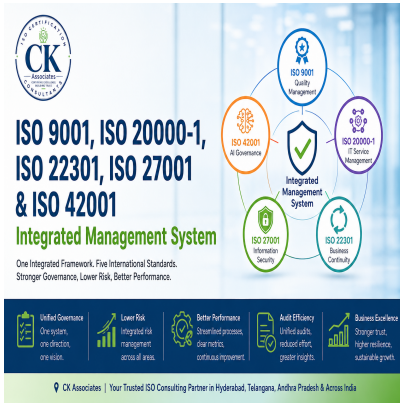 ISO CERTIFICATION
CK
Associates
CONSULTANTS
ISO 9001, ISO 20000-1,
ISO 22301, ISO 27001
& ISO 42001
Integrated Management System
One Integrated Framework. Five International Standards.
Stronger Governance, Lower Risk, Better Performance.
ISO 9001
Quality
Management
ISO 42001
AI Governance
ISO 20000-1
IT Service
Management
Integrated
Management
System
ISO 27001
Information
Security
ISO 22301
Business
Continuity
Unified Governance
One system,
one direction,
one vision.
Lower Risk
Integrated risk
management
across all areas.
Better Performance
Streamlined processes,
clear metrics,
continuous improvement.
Audit Efficiency
Unified audits,
reduced effort,
greater insights.
Business Excellence
Stronger trust,
higher resilience,
sustainable growth.
CK Associates | Your Trusted ISO Consulting Partner in Hyderabad, Telangana, Andhra Pradesh & Across India